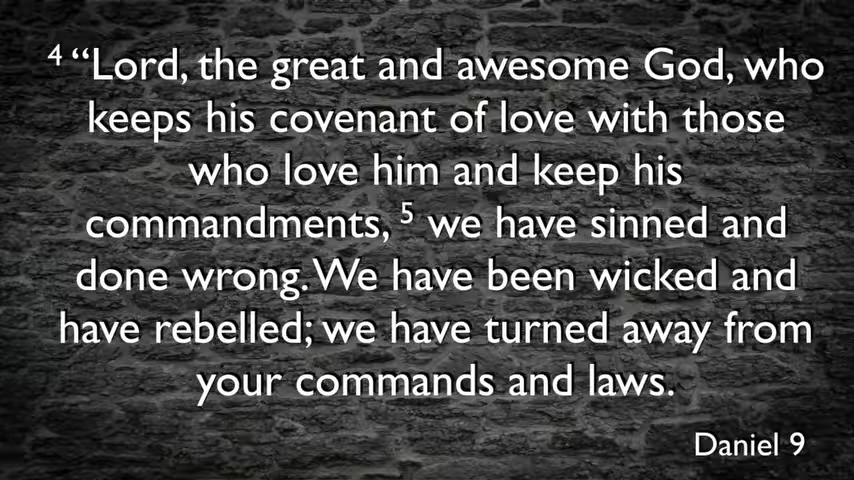 ⁴ “Lord, the great and awesome God, who
keeps his covenant of love with those
who love him and keep his
commandments, ⁵ we have sinned and
done wrong. We have been wicked and
have rebelled; we have turned away from
your commands and laws.
Daniel 9